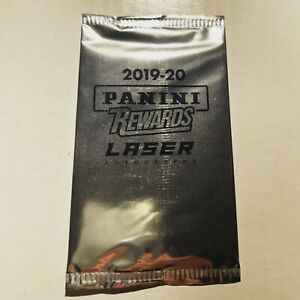 2019-20
PANINI
REWARDS
LASER
AUTOGRAPHS